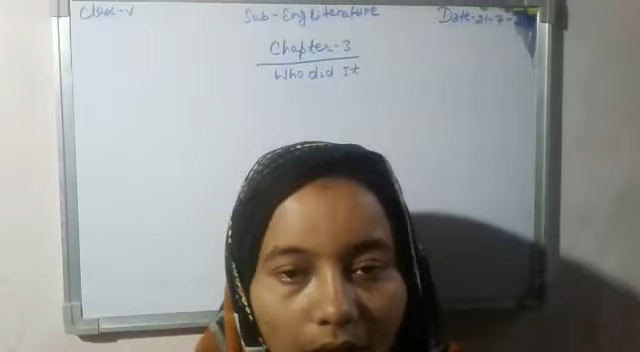 Class-V Sub-Eng literature Date-21-7-
Chapter-3
Who did It